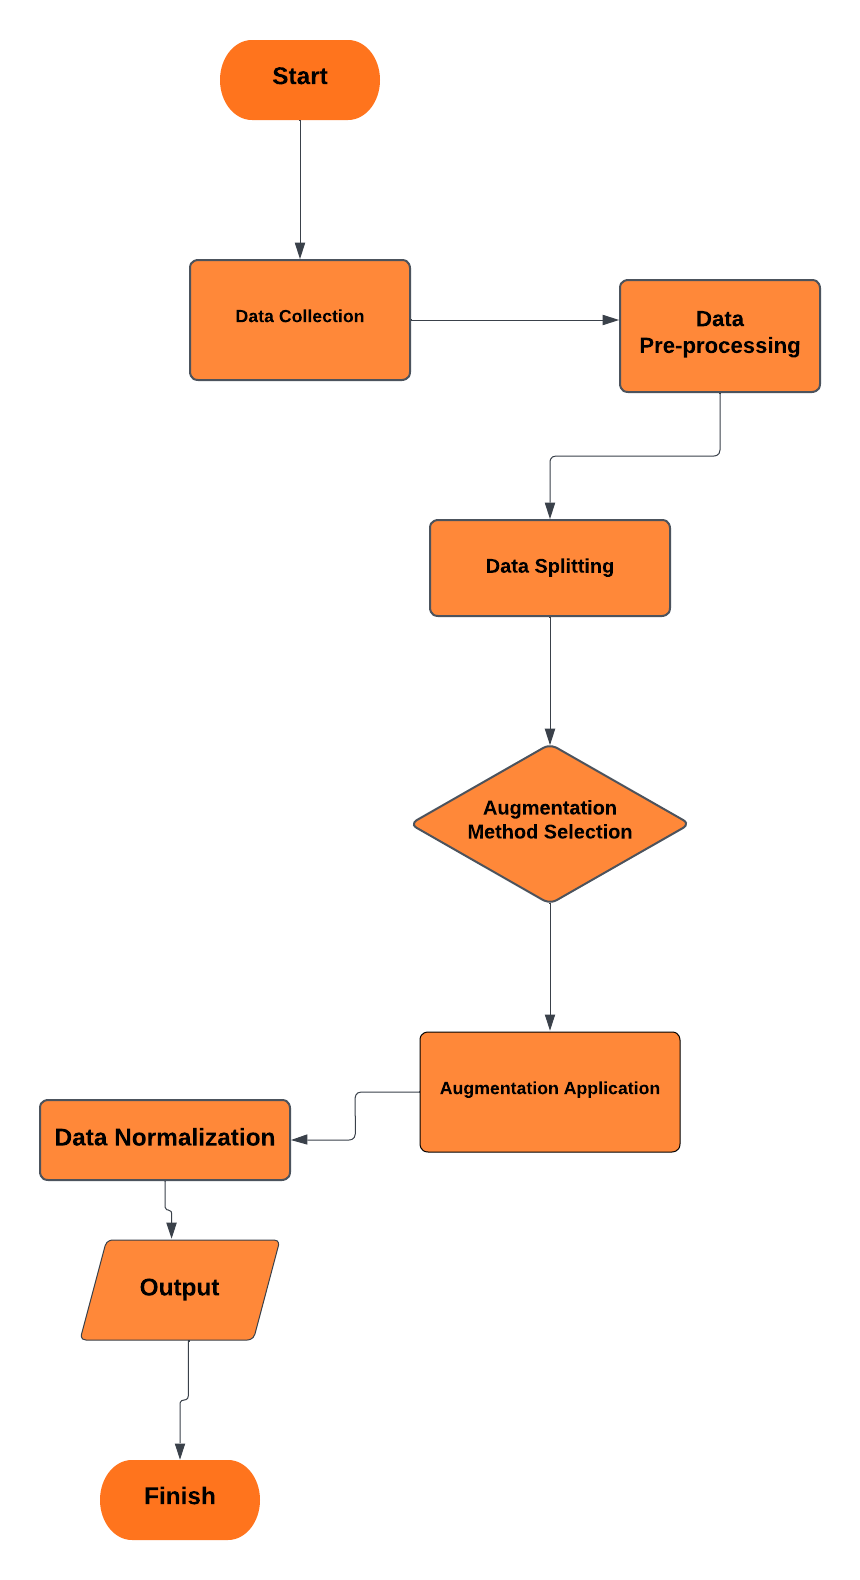 Start
Data Collection
Data
Pre-processing
Data Splitting
Augmentation
Method Selection
Augmentation Application
Data Normalization
Output
Finish